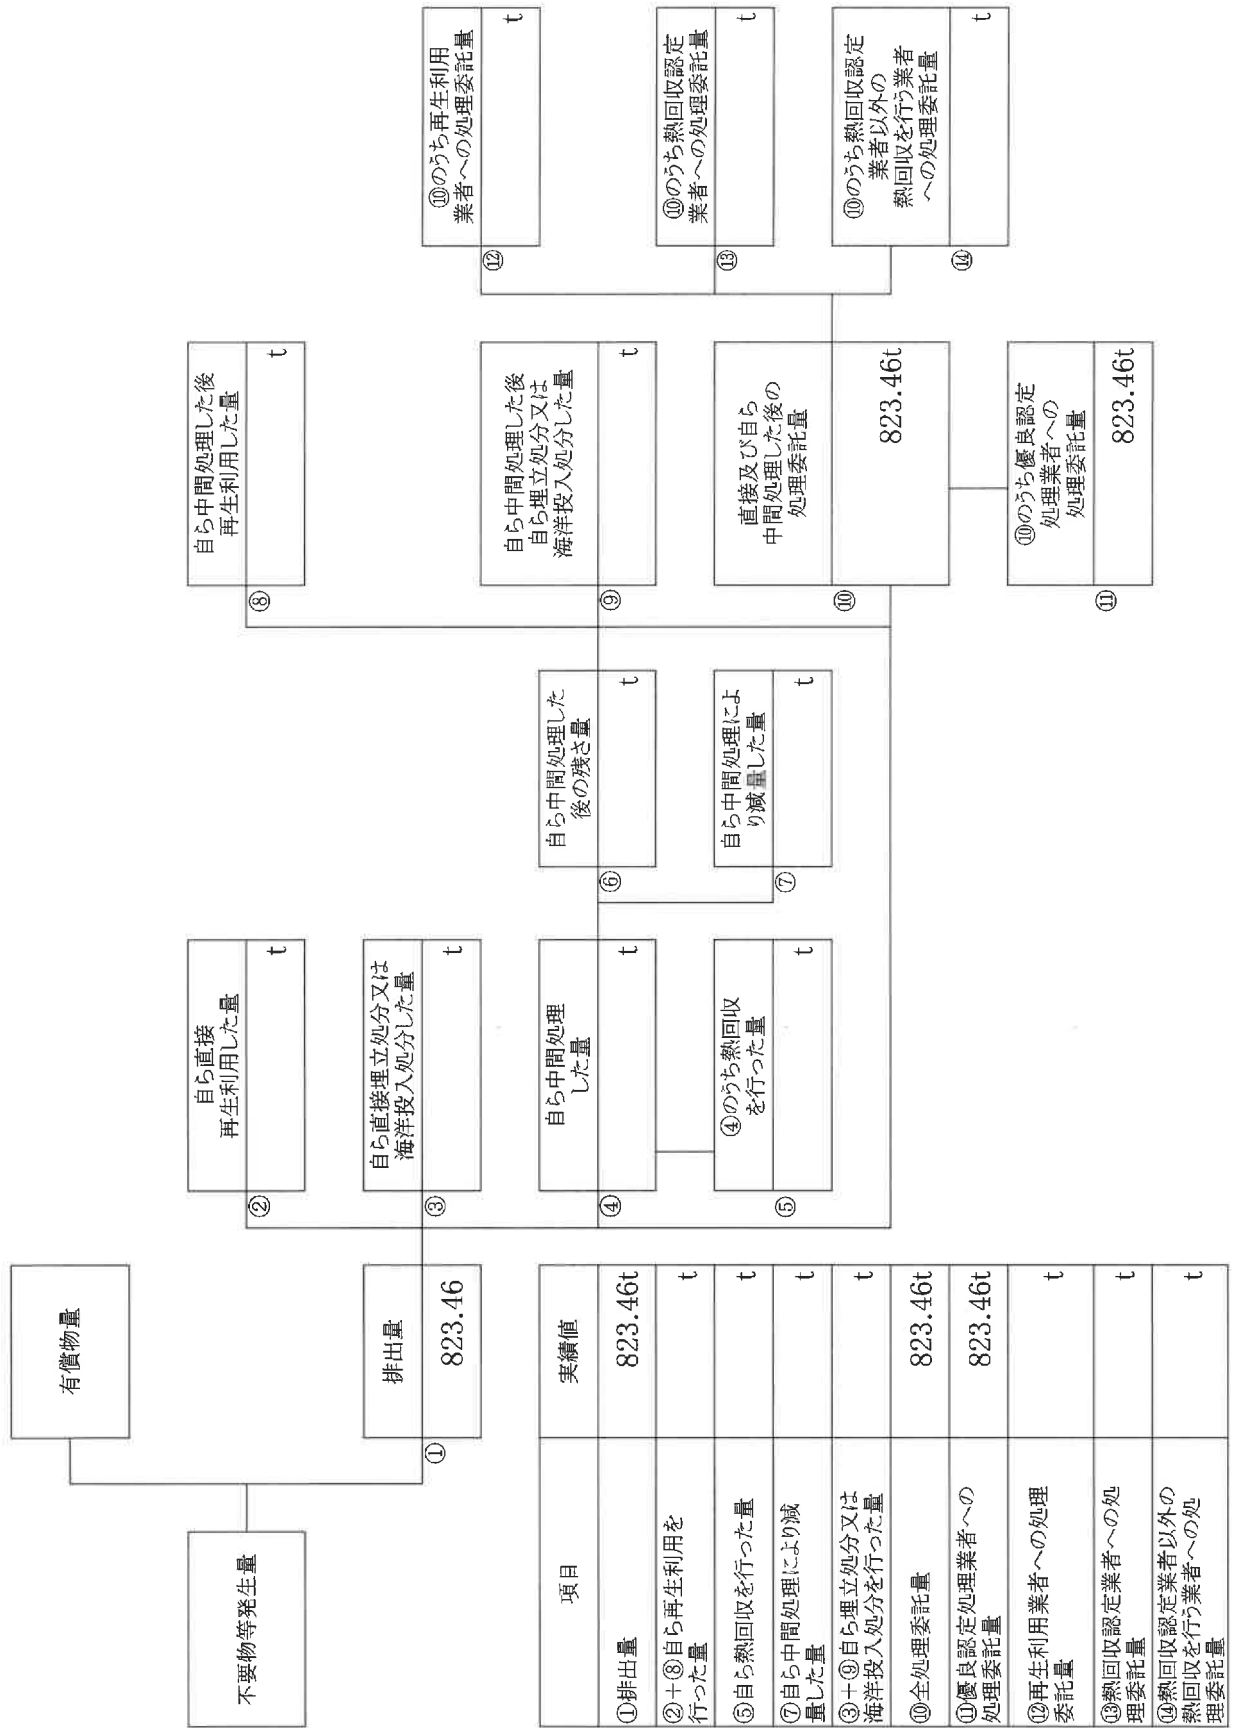 有償物量
不要物等発生量
排出量
①
823.46
自ら直接
再生利用した量
②
t
自ら直接埋立処分又は
海洋投入処分した量
③
t
自ら中間処理
した量
④
t
④のうち熱回収
を行った量
⑤
t
自ら中間処理した
後の残さ量
⑥
t
自ら中間処理によ
り減量した量
⑦
t
自ら中間処理した後
再生利用した量
⑧
t
自ら中間処理した後
自ら埋立処分又は
海洋投入処分した量
⑨
t
直接及び自ら
中間処理した後の
処理委託量
⑩
823.46t
⑩のうち優良認定
処理業者への
処理委託量
⑪
823.46t
⑩のうち再生利用
業者への処理委託量
⑫
t
⑩のうち熱回収認定
業者への処理委託量
⑬
t
⑩のうち熱回収認定
業者以外の
熱回収を行う業者
への処理委託量
⑭
t
項目 実績値
①排出量 823.46t
②+⑧自ら再生利用を
行った量 t
⑤自ら熱回収を行った量 t
⑦自ら中間処理により減
量した量 t
③+⑨自ら埋立処分又は
海洋投入処分を行った量 t
⑩全処理委託量 823.46t
⑪優良認定処理業者への
処理委託量 823.46t
⑫再生利用業者への処理
委託量 t
⑬熱回収認定業者への処
理委託量 t
⑭熱回収認定業者以外の
熱回収を行う業者への処
理委託量 t